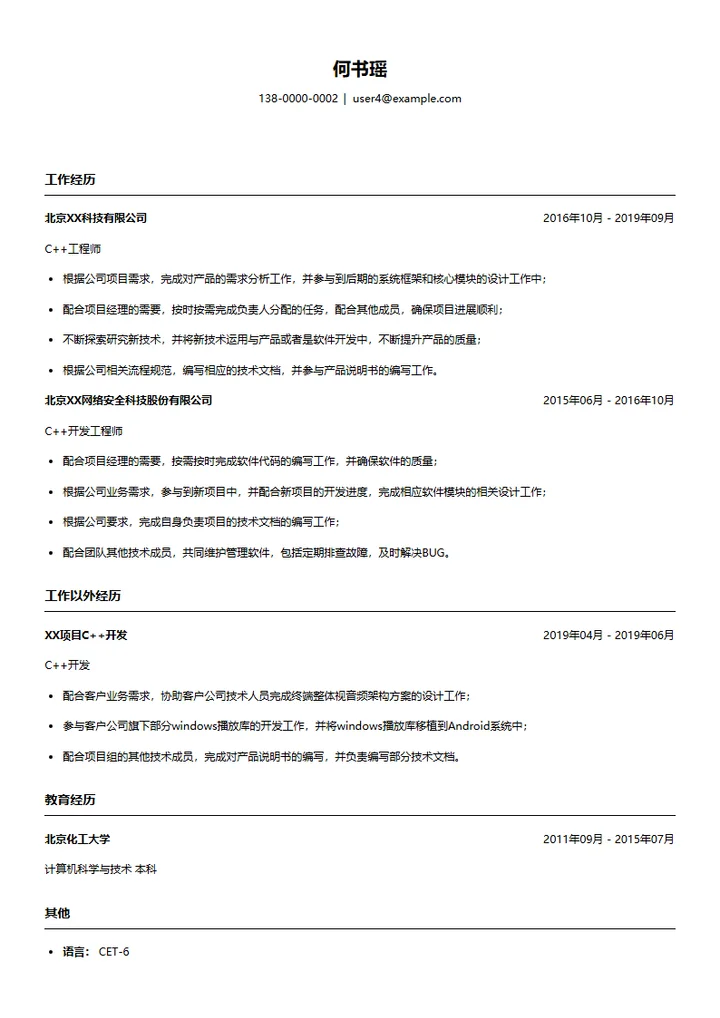 何书瑶
138-0000-0002 | user4@example.com
工作经历
北京XX科技有限公司 2016年10月 - 2019年09月
C++工程师
• 根据公司项目需求，完成对产品的需求分析工作，并参与到后期的系统框架和核心模块的设计工作中；
• 配合项目经理的需要，按时按需完成负责人分配的任务，配合其他成员，确保项目进展顺利；
• 不断探索研究新技术，并将新技术运用与产品或者是软件开发中，不断提升产品的质量；
• 根据公司相关流程规范，编写相应的技术文档，并参与产品说明书的编写工作。
北京XX网络安全科技股份有限公司 2015年06月 - 2016年10月
C++开发工程师
• 配合项目经理的需要，按需按时完成软件代码的编写工作，并确保软件的质量；
• 根据公司业务需求，参与到新项目中，并配合新项目的开发进度，完成相应软件模块的相关设计工作；
• 根据公司要求，完成自身负责项目的技术文档的编写工作；
• 配合团队其他技术成员，共同维护管理软件，包括定期排查故障，及时解决BUG。
工作以外经历
XX项目C++开发 2019年04月 - 2019年06月
C++开发
• 配合客户业务需求，协助客户公司技术人员完成终端整体视音频架构方案的设计工作；
• 参与客户公司旗下部分windows播放库的开发工作，并将windows播放库移植到Android系统中；
• 配合项目组的其他技术成员，完成对产品说明书的编写，并负责编写部分技术文档。
教育经历
北京化工大学 2011年09月 - 2015年07月
计算机科学与技术 本科
其他
• 语言： CET-6